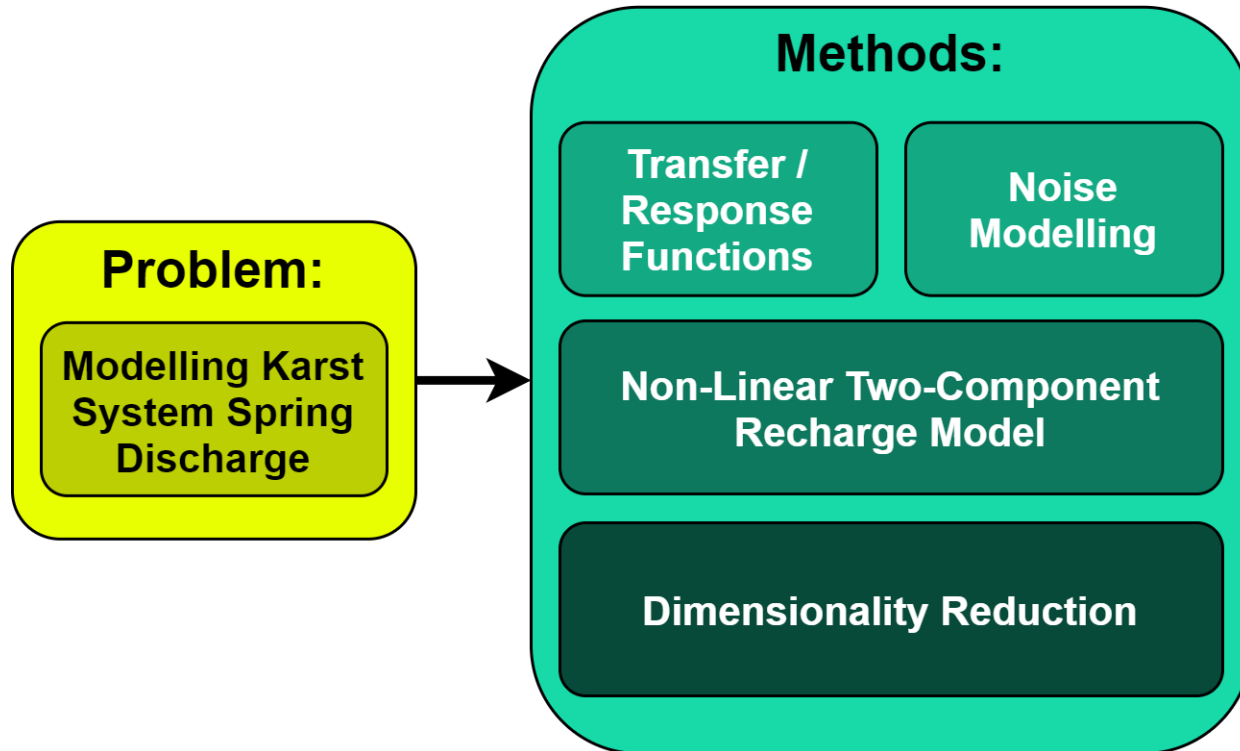 Problem:
Modelling Karst
System Spring
Discharge
Methods:
Transfer /
Response
Functions
Noise
Modelling
Non-Linear Two-Component
Recharge Model
Dimensionality Reduction